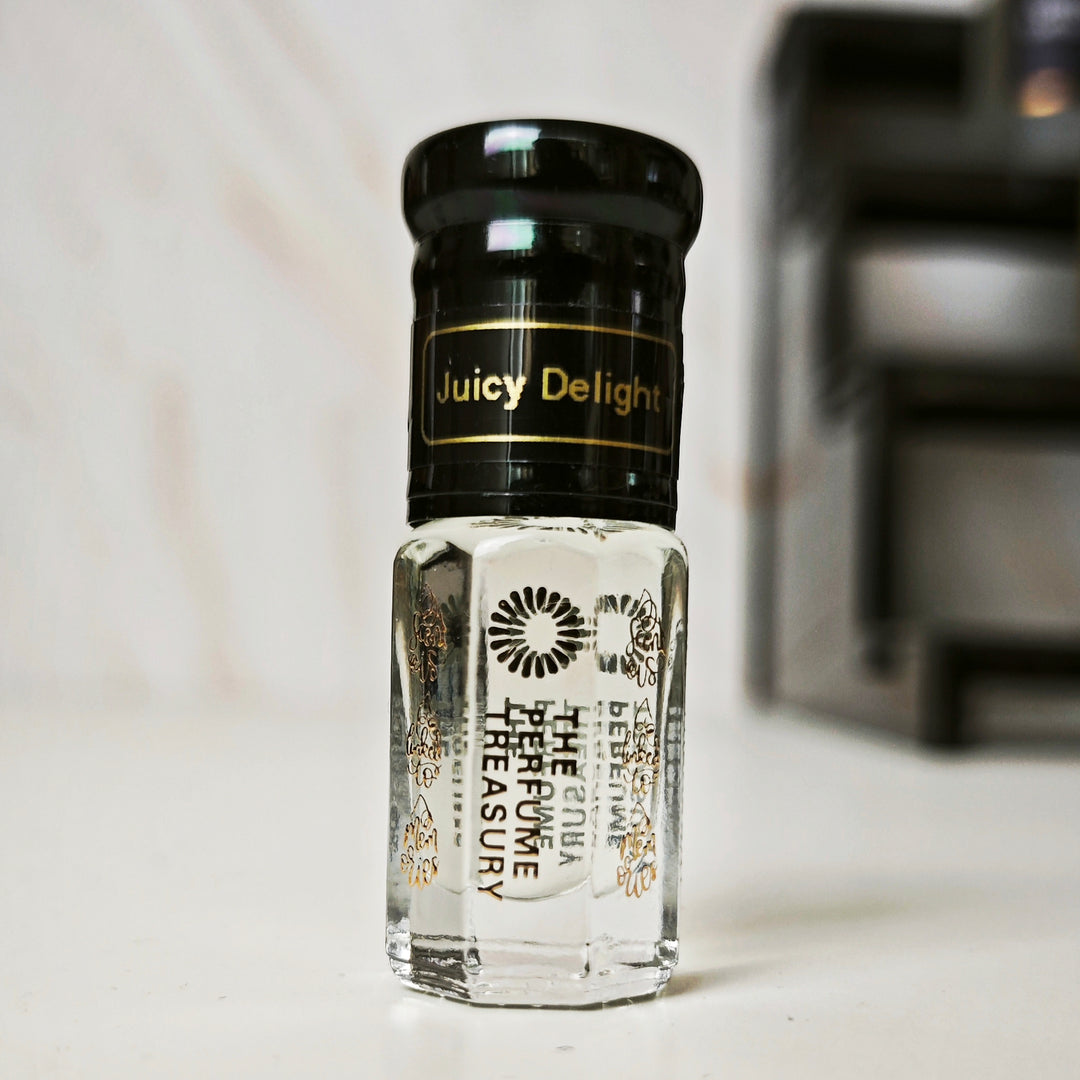 Juicy Delight
THE
PERFUME
TREASURY